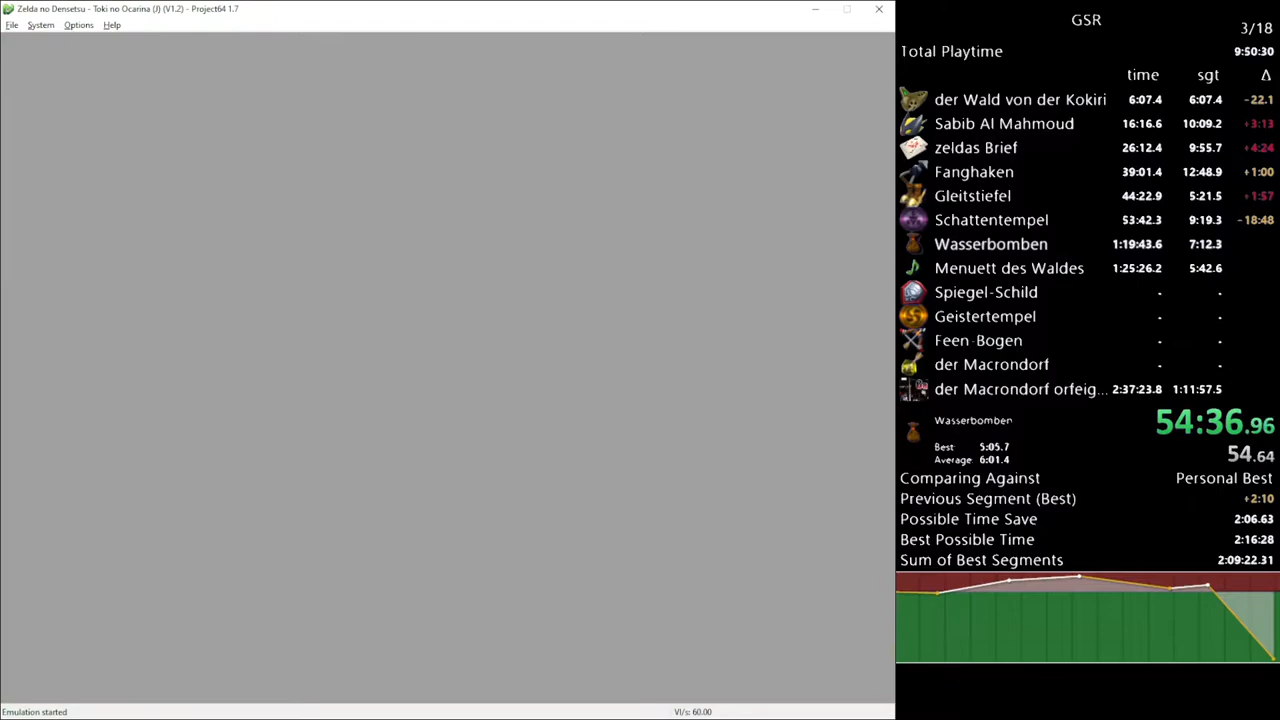 Zelda no Densetsu - Toki no Ocarina (J) (V1.2) - Project64 1.7
File System Options Help
Emulation started
VI/s: 60.00
GSR
3/18
Total Playtime 9:50:30
time sgt Δ
der Wald von der Kokiri 6:07.4 6:07.4 -22.1
Sabib Al Mahmoud 16:16.6 10:09.2 +3:13
zeldas Brief 26:12.4 9:55.7 +4:24
Fanghaken 39:01.4 12:48.9 +1:00
Gleitstiefel 44:22.9 5:21.5 +1:57
Schattentempel 53:42.3 9:19.3 -18:48
Wasserbomben 1:19:43.6 7:12.3
Menuett des Waldes 1:25:26.2 5:42.6
Spiegel-Schild - -
Geistertempel - -
Feen-Bogen - -
der Macrondorf - -
der Macrondorf orfeig... 2:37:23.8 1:11:57.5
Wasserbomben 54:36.96
Best: 5:05.7
Average: 6:01.4
54.64
Comparing Against Personal Best
Previous Segment (Best) +2:10
Possible Time Save 2:06.63
Best Possible Time 2:16:28
Sum of Best Segments 2:09:22.31